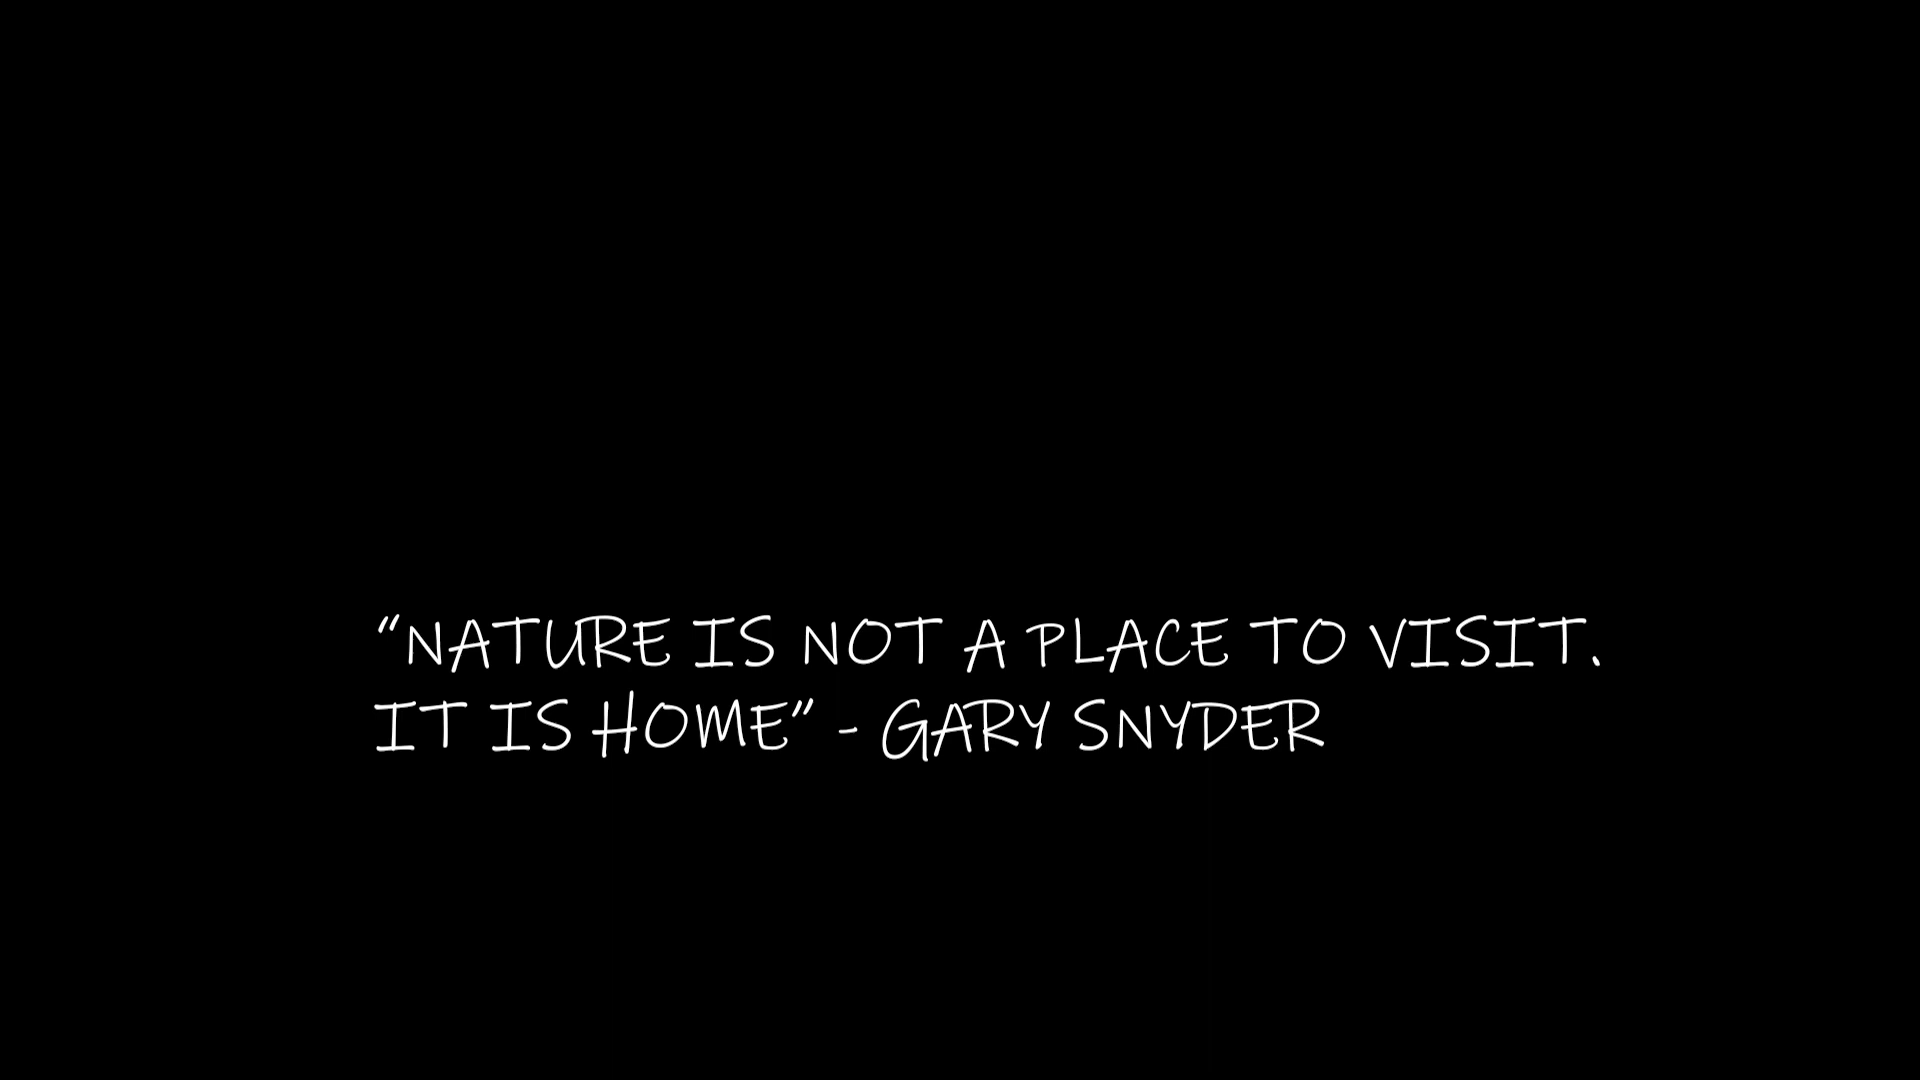 “NATURE IS NOT A PLACE TO VISIT.
IT IS HOME” - GARY SNYDER